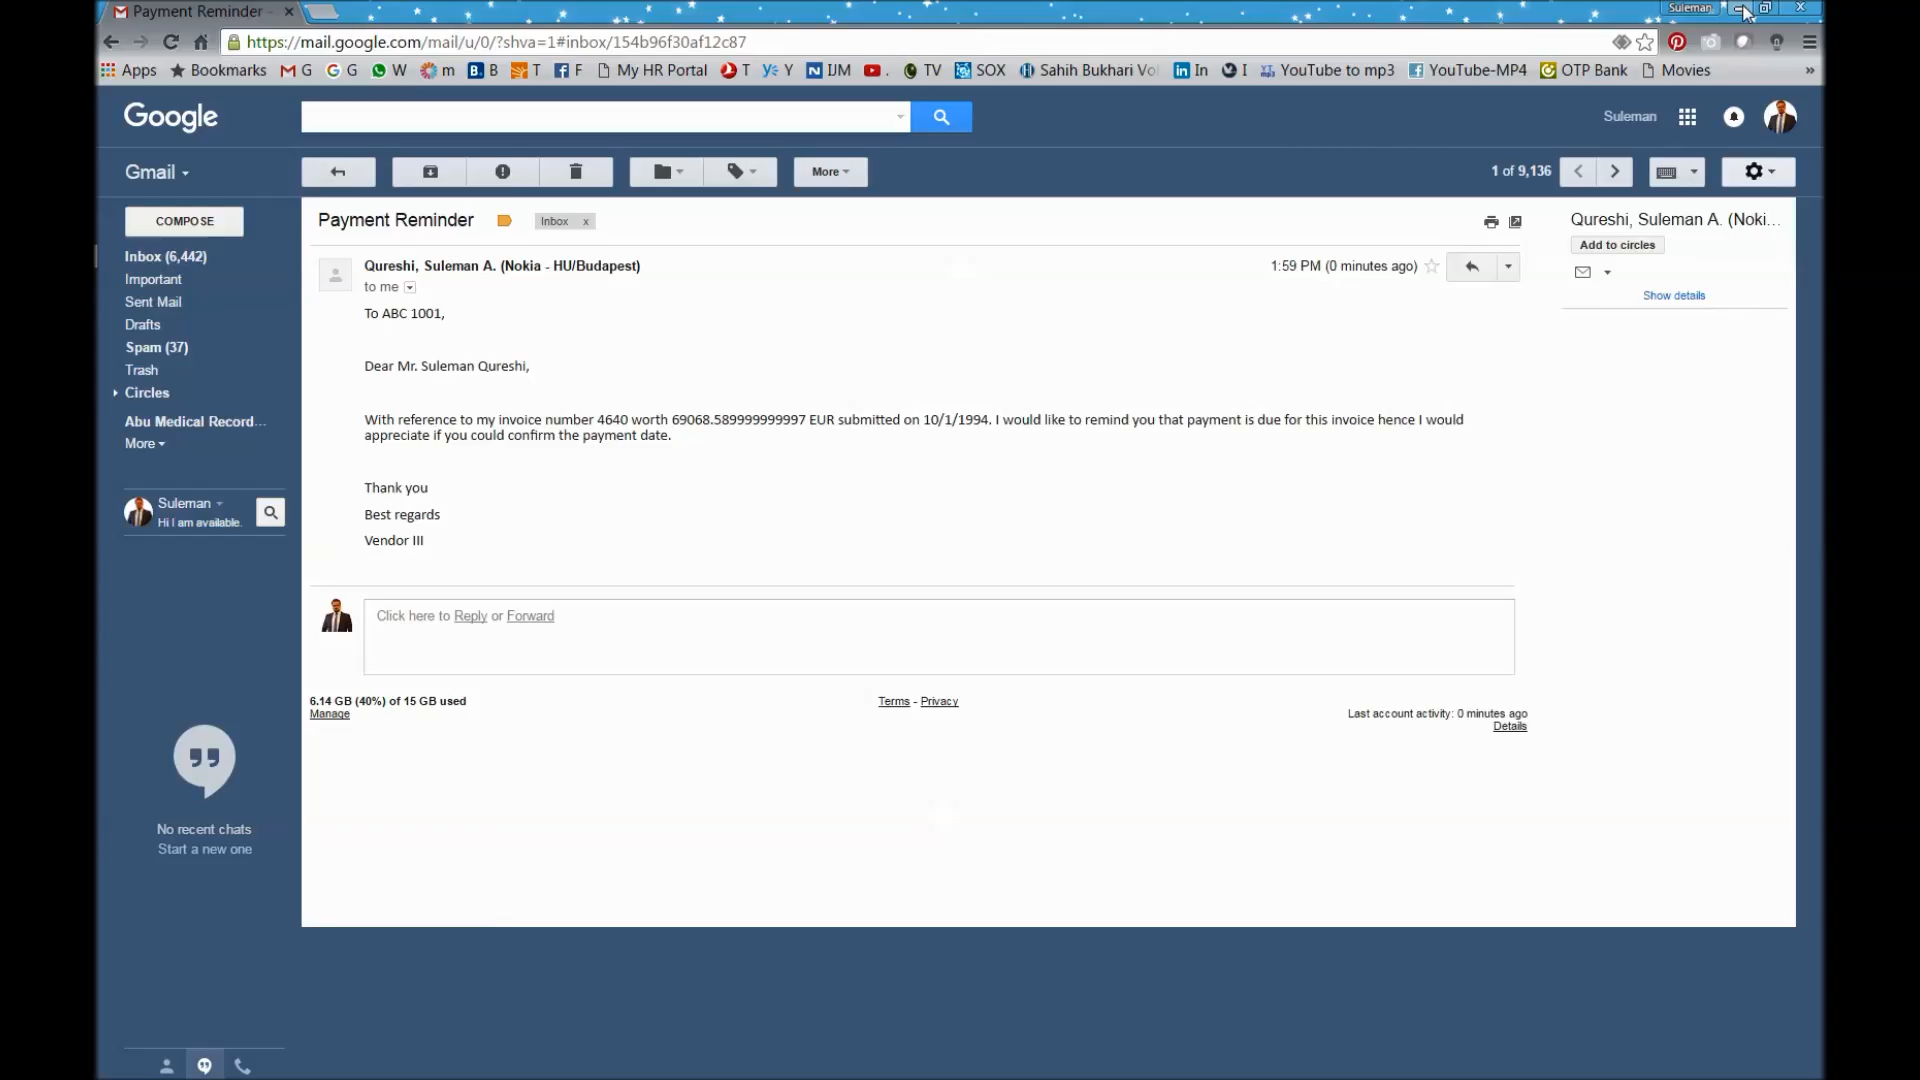 Payment Reminder
Suleman
https://mail.google.com/mail/u/0/?shva=1#inbox/154b96f30af12c87
Apps Bookmarks G G W m B T F My HR Portal T Y IJM . TV SOX Sahih Bukhari Vo In I YouTube to mp3 YouTube-MP4 OTP Bank Movies »
Google
Suleman
Gmail
More
1 of 9,136
COMPOSE
Inbox (6,442)
Important
Sent Mail
Drafts
Spam (37)
Trash
Circles
Abu Medical Record...
More
Suleman
Hi I am available.
No recent chats
Start a new one
Payment Reminder
Inbox x
Qureshi, Suleman A. (Nokia - HU/Budapest)
1:59 PM (0 minutes ago)
to me
To ABC 1001,
Dear Mr. Suleman Qureshi,
With reference to my invoice number 4640 worth 69068.589999999997 EUR submitted on 10/1/1994. I would like to remind you that payment is due for this invoice hence I would
appreciate if you could confirm the payment date.
Thank you
Best regards
Vendor III
Click here to Reply or Forward
6.14 GB (40%) of 15 GB used
Manage
Terms - Privacy
Last account activity: 0 minutes ago
Details
Qureshi, Suleman A. (Noki...
Add to circles
Show details